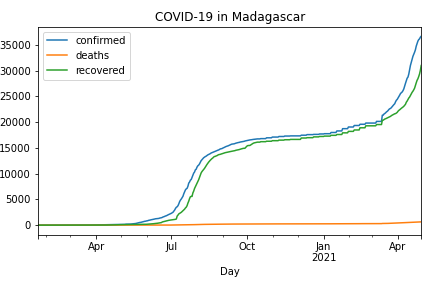 COVID-19 in Madagascar
confirmed
deaths
recovered
35000
30000
25000
20000
15000
10000
5000
0
Apr Jul Oct Jan Apr
2021
Day